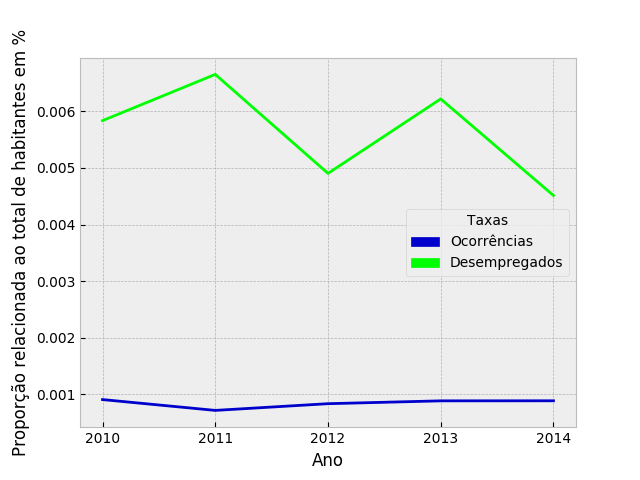 Proporção relacionada ao total de habitantes em %
0.006
0.005
0.004
0.003
0.002
0.001
Taxas
Ocorrências
Desempregados
2010 2011 2012 2013 2014
Ano